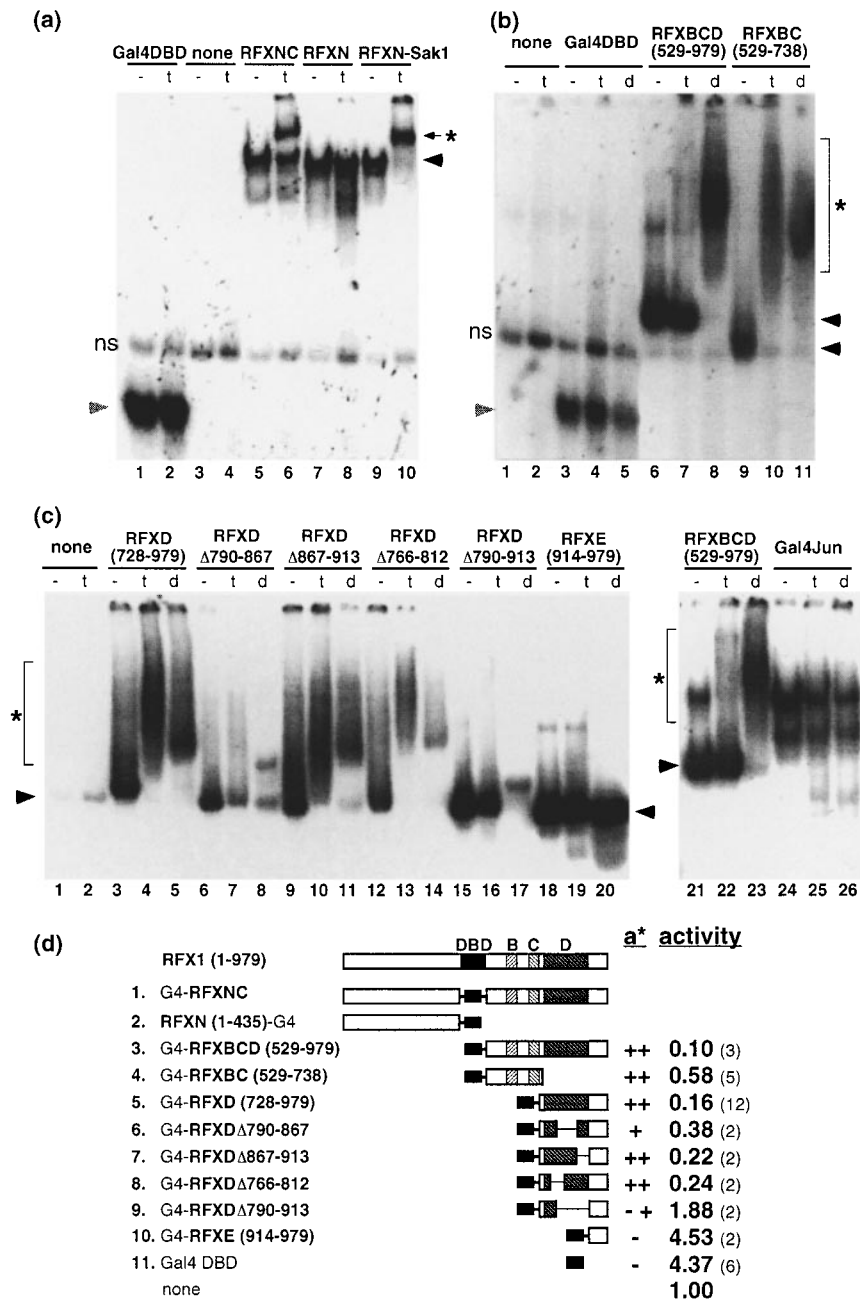 (a)
Gal4DBD none RFXNC RFXN RFXN-Sak1
- t - t - t - t - t
*
ns
1 2 3 4 5 6 7 8 9 10
(b)
none Gal4DBD RFXBCD (529-979) RFXBC (529-738)
- t - t d - t d - t d
*
ns
1 2 3 4 5 6 7 8 9 10 11
(c)
none RFXD (728-979) RFXD Δ790-867 RFXD Δ867-913 RFXD Δ766-812 RFXD Δ790-913 RFXE (914-979) RFXBCD (529-979) Gal4Jun
- t - t d - t d - t d - t d - t d - t d - t d - t d
* *
1 2 3 4 5 6 7 8 9 10 11 12 13 14 15 16 17 18 19 20 21 22 23 24 25 26
(d)
DBD B C D a* activity
RFX1 (1-979)
1. G4-RFXNC
2. RFXN (1-435)-G4
3. G4-RFXBCD (529-979) ++ 0.10 (3)
4. G4-RFXBC (529-738) ++ 0.58 (5)
5. G4-RFXD (728-979) ++ 0.16 (12)
6. G4-RFXDΔ790-867 + 0.38 (2)
7. G4-RFXDΔ867-913 ++ 0.22 (2)
8. G4-RFXDΔ766-812 ++ 0.24 (2)
9. G4-RFXDΔ790-913 - + 1.88 (2)
10. G4-RFXE (914-979) - 4.53 (2)
11. Gal4 DBD - 4.37 (6)
none 1.00